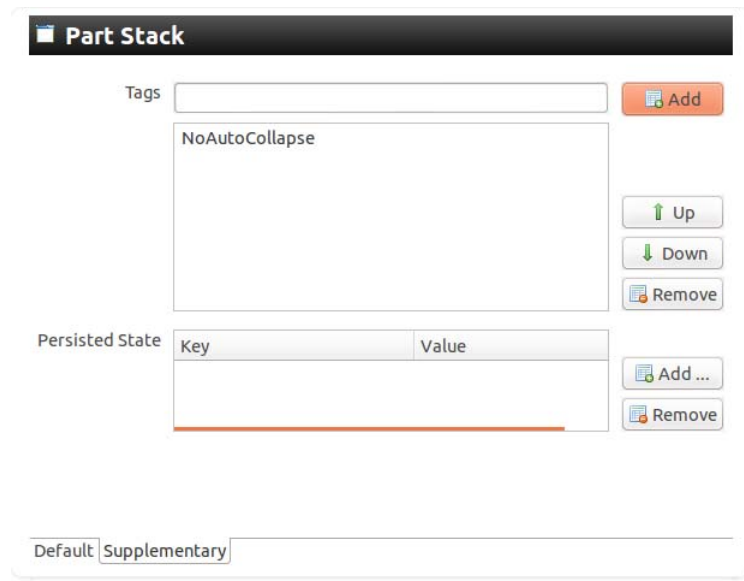 Part Stack
Tags
Add
NoAutoCollapse
Up
Down
Remove
Persisted State
Key Value
Add ...
Remove
Default Supplementary